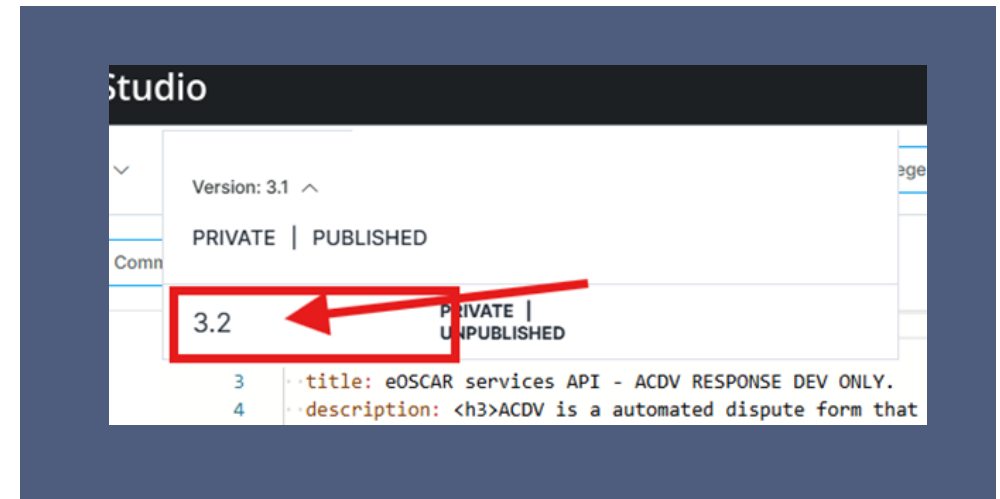 Studio
Version: 3.1
ege
PRIVATE | PUBLISHED
Comm
3.2
PRIVATE |
UNPUBLISHED
3 title: eOSCAR services API - ACDV RESPONSE DEV ONLY.
4 description: <h3>ACDV is a automated dispute form that